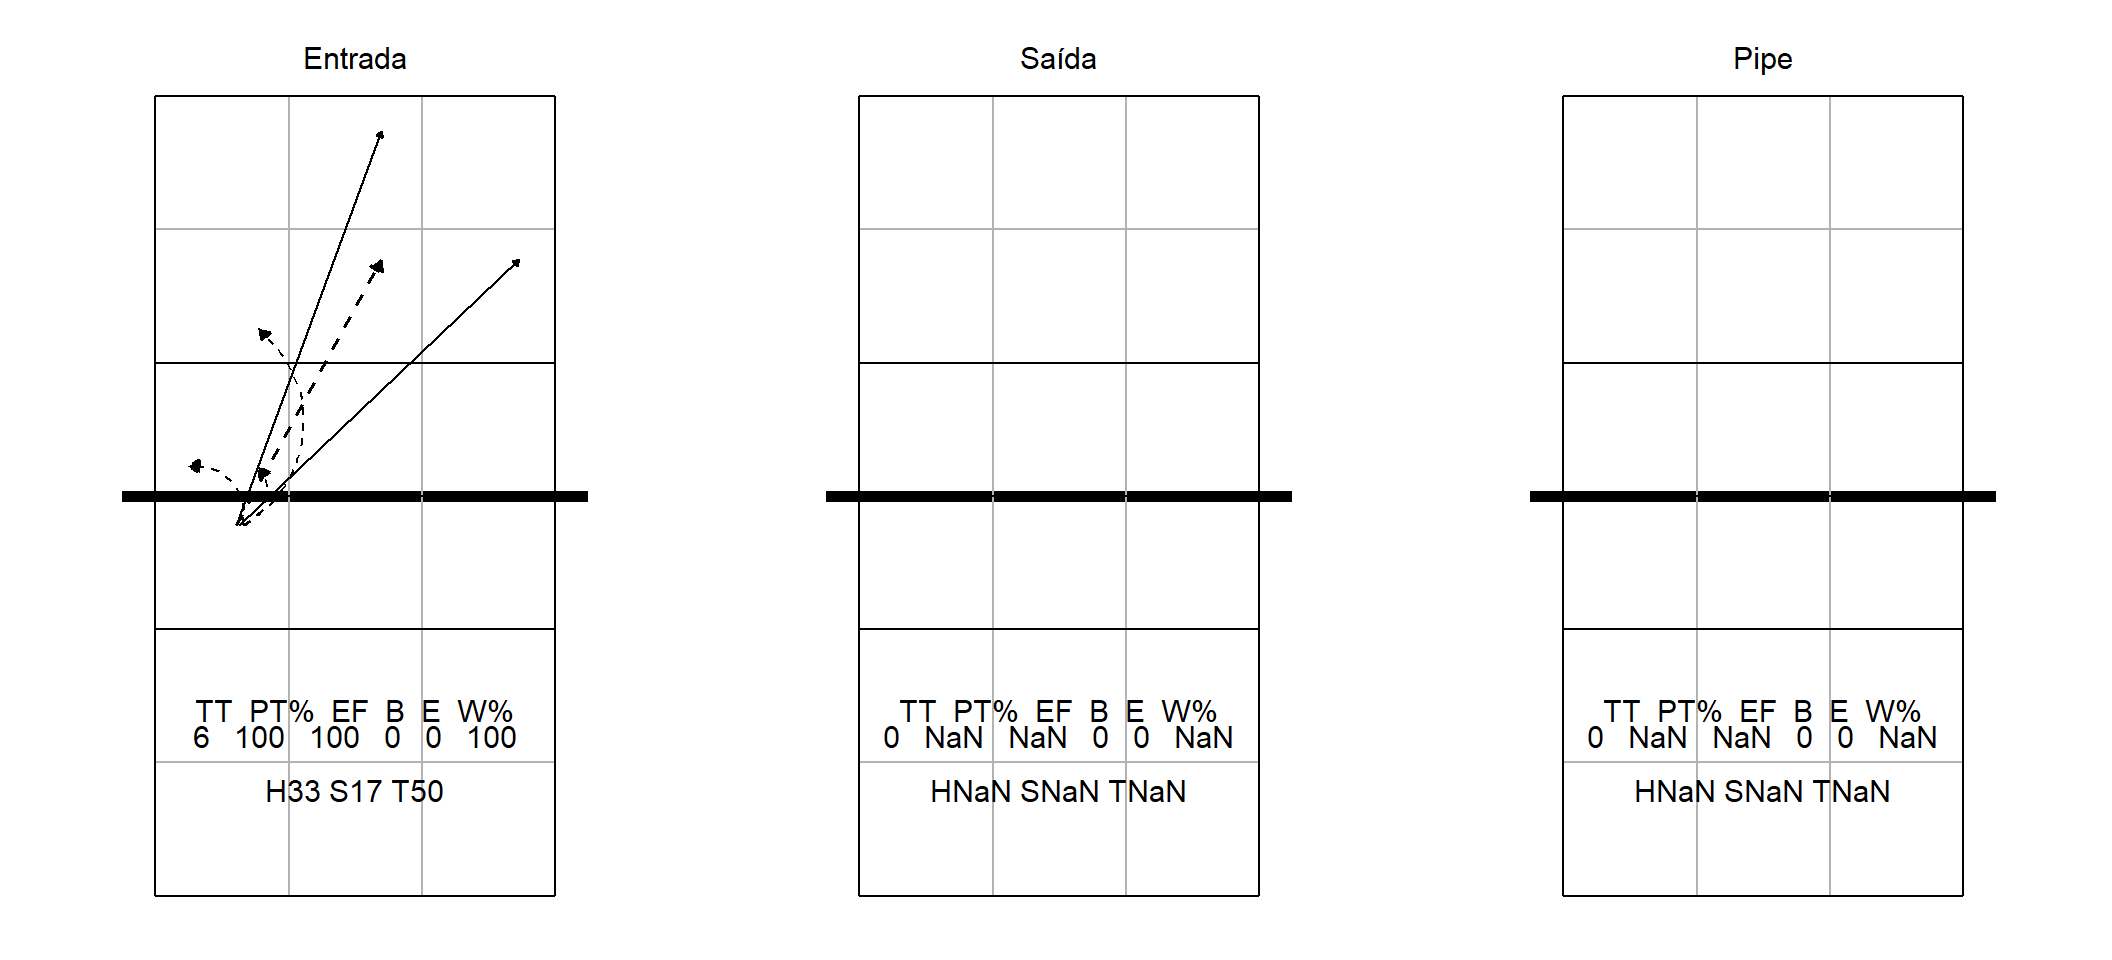 Entrada
TT PT% EF B E W%
6 100 100 0 0 100
H33 S17 T50
Saída
TT PT% EF B E W%
0 NaN NaN 0 0 NaN
HNaN SNaN TNaN
Pipe
TT PT% EF B E W%
0 NaN NaN 0 0 NaN
HNaN SNaN TNaN